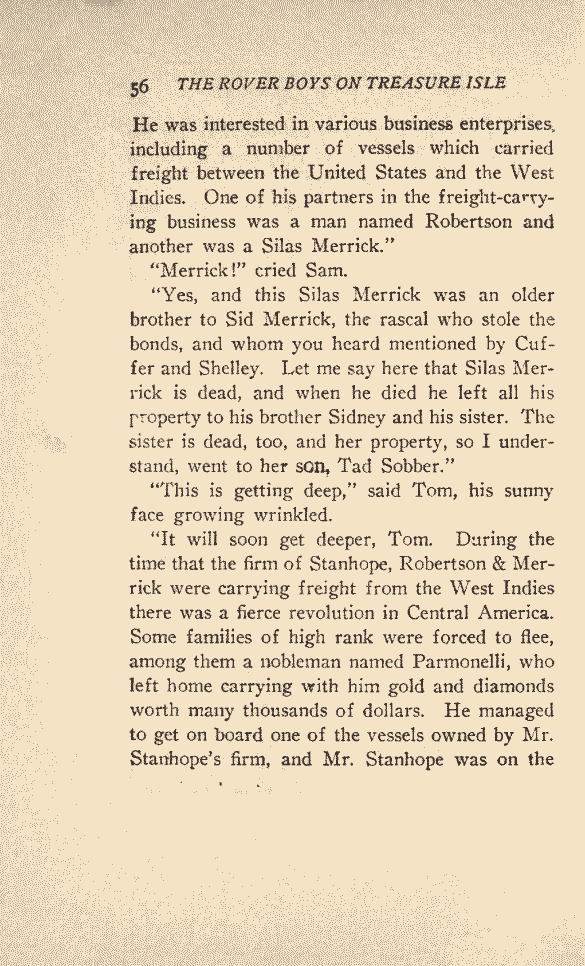 56 THE ROVER BOYS ON TREASURE ISLE
He was interested in various business enterprises,
including a number of vessels which carried
freight between the United States and the West
Indies. One of his partners in the freight-carry-
ing business was a man named Robertson and
another was a Silas Merrick."
"Merrick!" cried Sam.
"Yes, and this Silas Merrick was an older
brother to Sid Merrick, the rascal who stole the
bonds, and whom you heard mentioned by Cuf-
fer and Shelley. Let me say here that Silas Mer-
rick is dead, and when he died he left all his
property to his brother Sidney and his sister. The
sister is dead, too, and her property, so I under-
stand, went to her son, Tad Sobber."
"This is getting deep," said Tom, his sunny
face growing wrinkled.
"It will soon get deeper, Tom. During the
time that the firm of Stanhope, Robertson & Mer-
rick were carrying freight from the West Indies
there was a fierce revolution in Central America.
Some families of high rank were forced to flee,
among them a nobleman named Parmonelli, who
left home carrying with him gold and diamonds
worth many thousands of dollars. He managed
to get on board one of the vessels owned by Mr.
Stanhope's firm, and Mr. Stanhope was on the